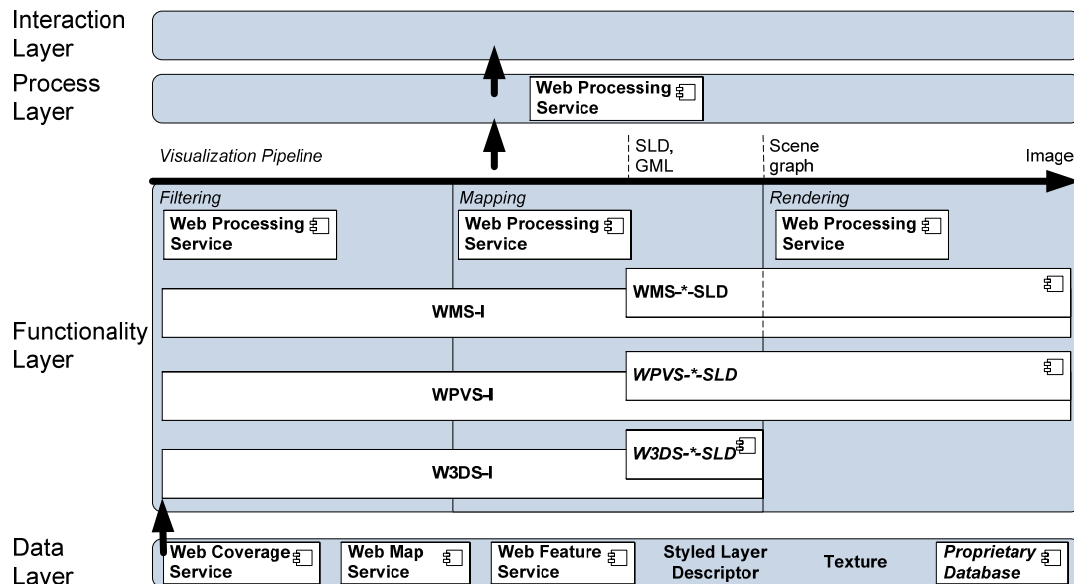 Interaction
Layer
Process
Layer
Web Processing
Service
Visualization Pipeline
SLD,
GML
Scene
graph
Image
Filtering
Mapping
Rendering
Web Processing
Service
Web Processing
Service
Web Processing
Service
Functionality
Layer
WMS-*-SLD
WMS-I
WPVS-*-SLD
WPVS-I
W3DS-*-SLD
W3DS-I
Data
Layer
Web Coverage
Service
Web Map
Service
Web Feature
Service
Styled Layer
Descriptor
Texture
Proprietary
Database